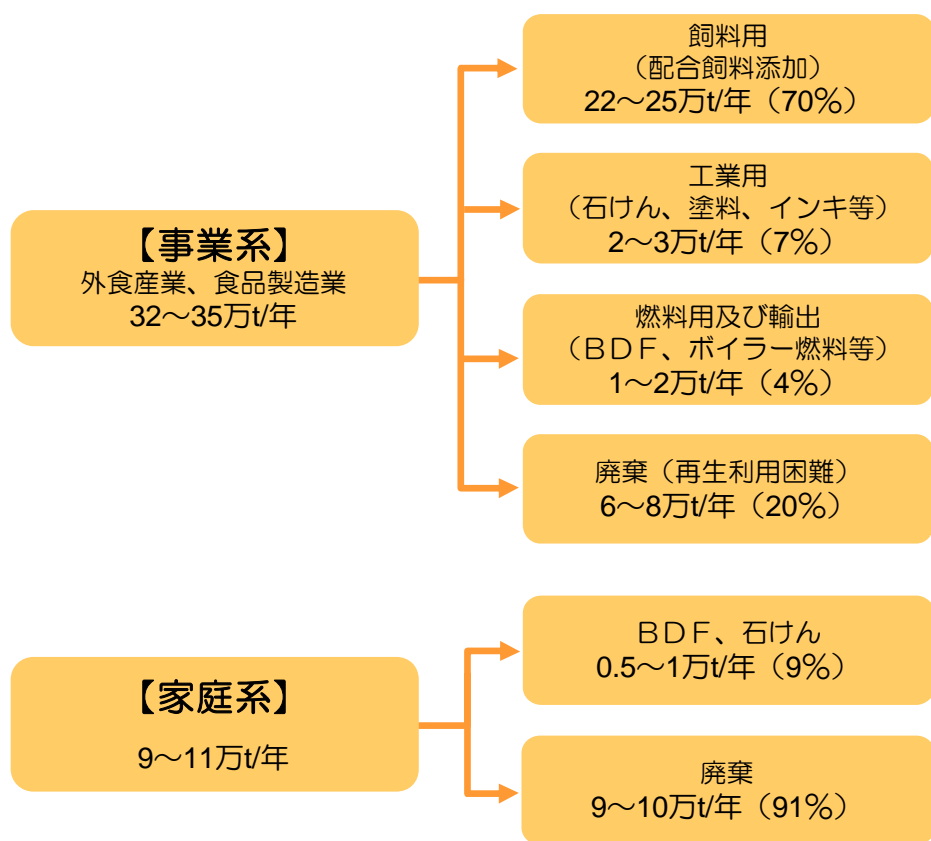 飼料用
（配合飼料添加）
22～25万t/年（70％）
工業用
（石けん、塗料、インキ等）
2～3万t/年（7％）
【事業系】
外食産業、食品製造業
32～35万t/年
燃料用及び輸出
（ＢＤＦ、ボイラー燃料等）
1～2万t/年（4％）
廃棄（再生利用困難）
6～8万t/年（20％）
ＢＤＦ、石けん
0.5～1万t/年（9％）
【家庭系】
9～11万t/年
廃棄
9～10万t/年（91％）